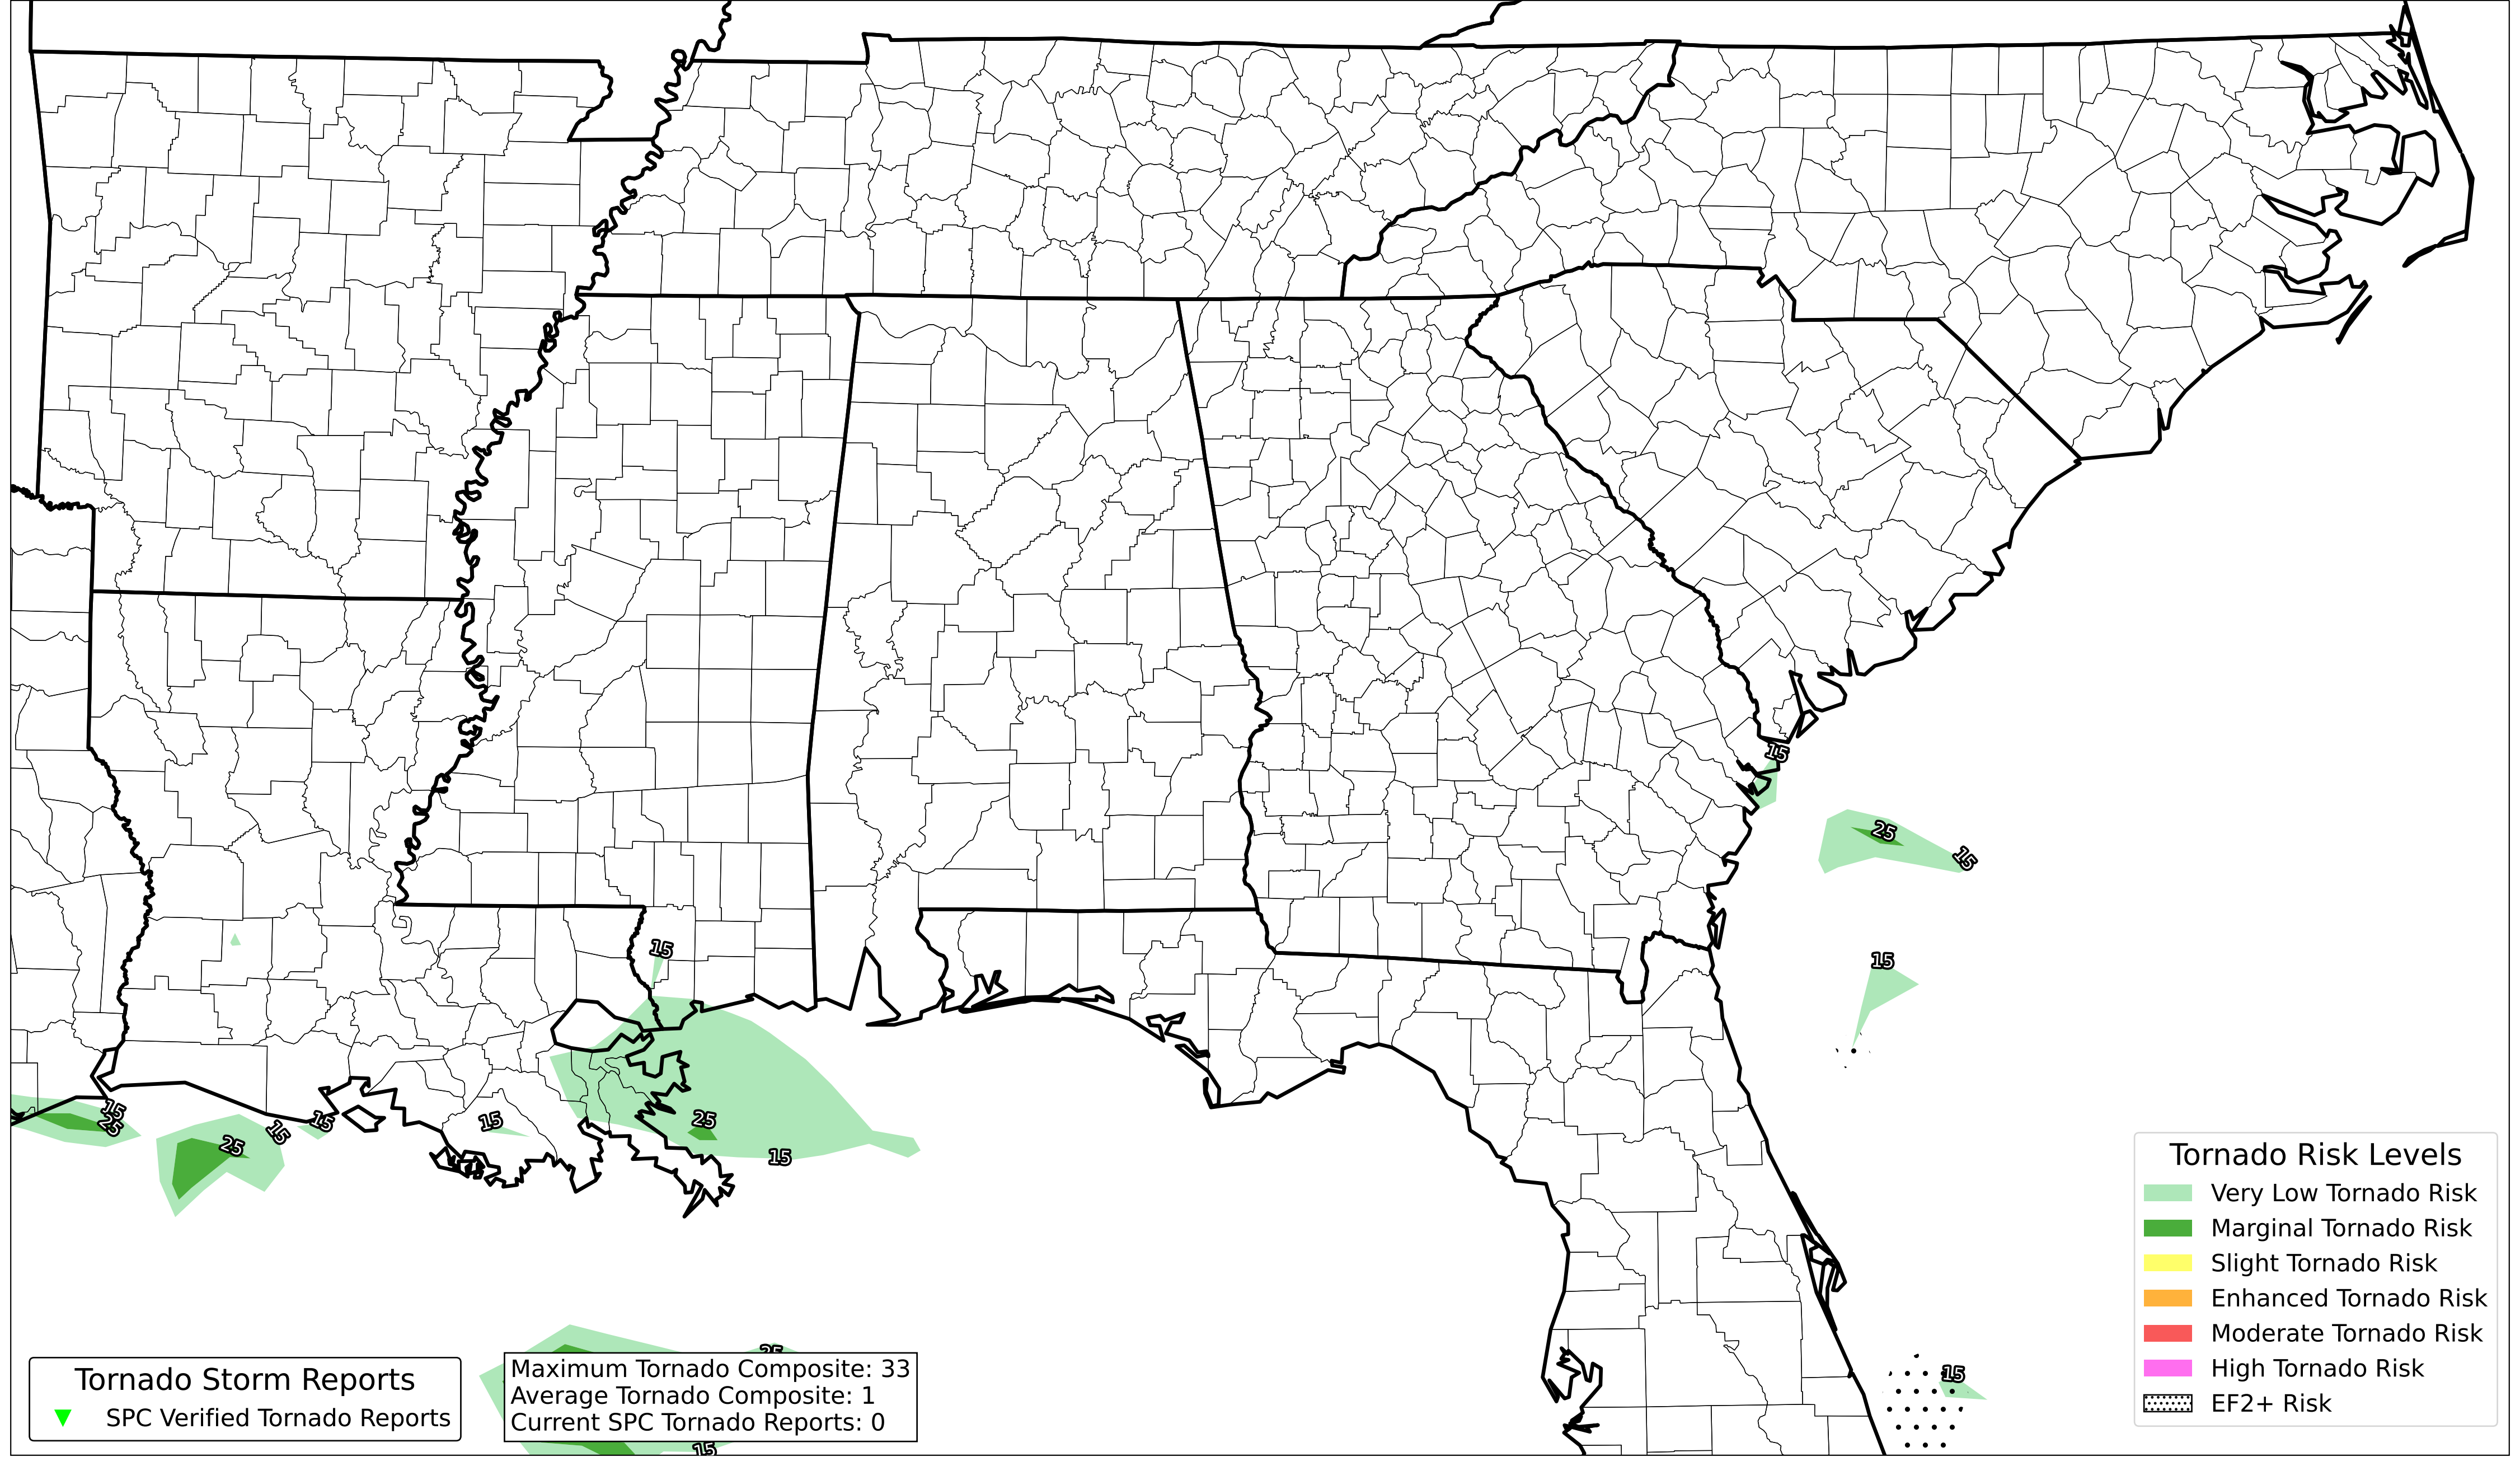 15
25
15
15
15
15
25
15
25
15
15
25
15
25
15
15
25
15
15
Tornado Risk Levels
Very Low Tornado Risk
Marginal Tornado Risk
Slight Tornado Risk
Enhanced Tornado Risk
Moderate Tornado Risk
High Tornado Risk
EF2+ Risk
Tornado Storm Reports
SPC Verified Tornado Reports
Maximum Tornado Composite: 33
Average Tornado Composite: 1
Current SPC Tornado Reports: 0